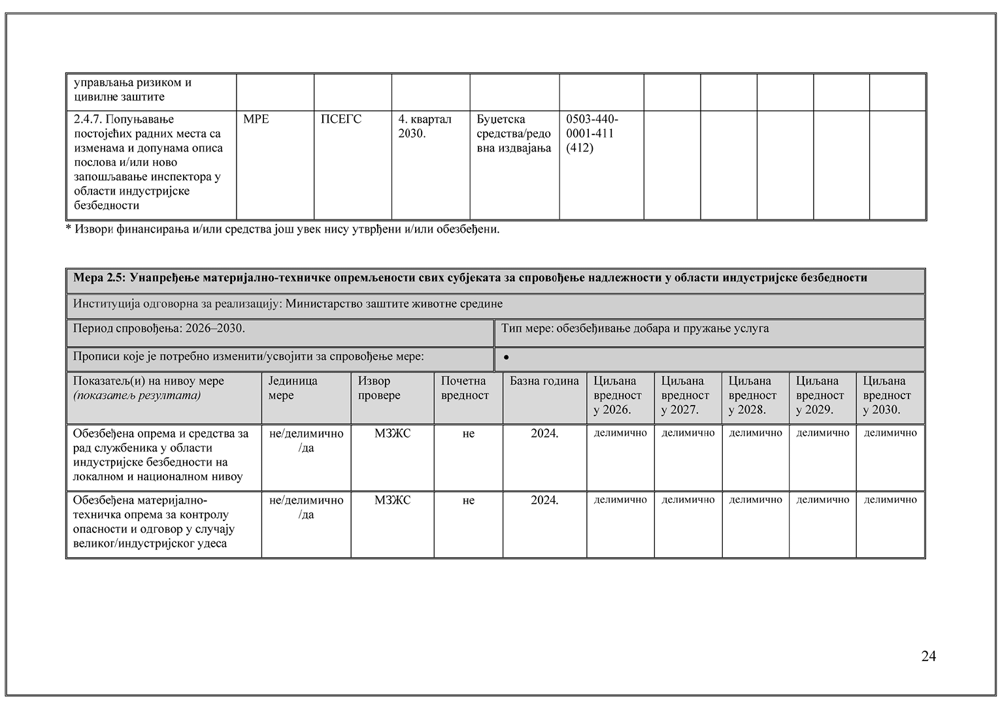 управљања ризиком и
цивилне заштите
2.4.7. Попуњавање
постојећих радних места са
изменама и допунама описа
послова и/или ново
запошљавање инспектора у
области индустријске
безбедности
МРЕ
ПСЕГС
4. квартал
2030.
Буџетска
средства/редо
вна издвајања
0503-440-
0001-411
(412)
* Извори финансирања и/или средства још увек нису утврђени и/или обезбеђени.
Мера 2.5: Унапређење материјално-техничке опремљености свих субјеката за спровођење надлежности у области индустријске безбедности
Институција одговорна за реализацију: Министарство заштите животне средине
Период спровођења: 2026–2030.
Тип мере: обезбеђивање добара и пружање услуга
Прописи које је потребно изменити/усвојити за спровођење мере:
•
Показатељ(и) на нивоу мере
(показатељ резултата)
Јединица
мере
Извор
провере
Почетна
вредност
Базна година
Циљана
вредност
у 2026.
Циљана
вредност
у 2027.
Циљана
вредност
у 2028.
Циљана
вредност
у 2029.
Циљана
вредност
у 2030.
Обезбеђена опрема и средства за
рад службеника у области
индустријске безбедности на
локалном и националном нивоу
не/делимично
/да
МЗЖС
не
2024.
делимично
делимично
делимично
делимично
делимично
Обезбеђена материјално-
техничка опрема за контролу
опасности и одговор у случају
великог/индустријског удеса
не/делимично
/да
МЗЖС
не
2024.
делимично
делимично
делимично
делимично
делимично
24